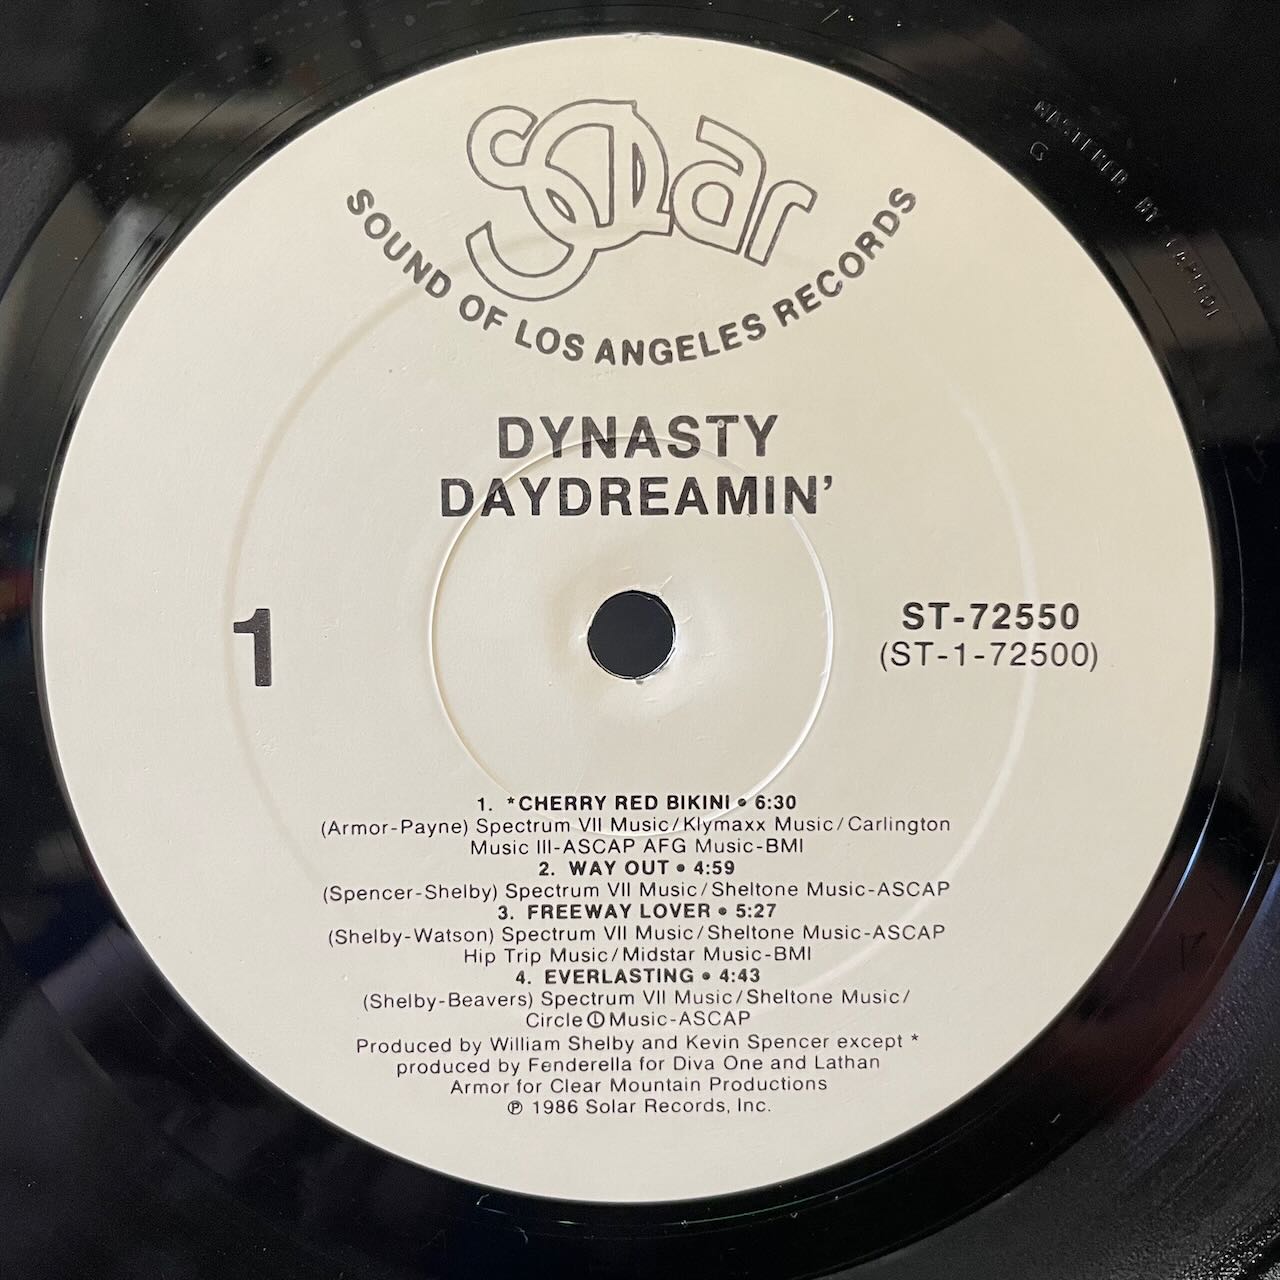 SOLar
SOUND OF LOS ANGELES RECORDS
MASTERED BY CAPITOL
G
DYNASTY
DAYDREAMIN’
1
ST-72550
(ST-1-72500)
1. *CHERRY RED BIKINI • 6:30
(Armor-Payne) Spectrum VII Music/Klymaxx Music/Carlington
Music III-ASCAP AFG Music-BMI
2. WAY OUT • 4:59
(Spencer-Shelby) Spectrum VII Music/Sheltone Music-ASCAP
3. FREEWAY LOVER • 5:27
(Shelby-Watson) Spectrum VII Music/Sheltone Music-ASCAP
Hip Trip Music/Midstar Music-BMI
4. EVERLASTING • 4:43
(Shelby-Beavers) Spectrum VII Music/Sheltone Music/
Circle Ⓛ Music-ASCAP
Produced by William Shelby and Kevin Spencer except *
produced by Fenderella for Diva One and Lathan
Armor for Clear Mountain Productions
℗ 1986 Solar Records, Inc.